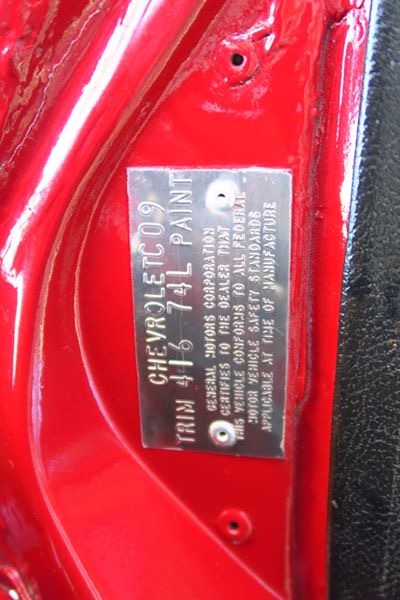 CHEVROLET C09
TRIM 416 74L PAINT
GENERAL MOTORS CORPORATION
CERTIFIES TO THE DEALER THAT
THIS VEHICLE CONFORMS TO ALL FEDERAL
MOTOR VEHICLE SAFETY STANDARDS
APPLICABLE AT TIME OF MANUFACTURE